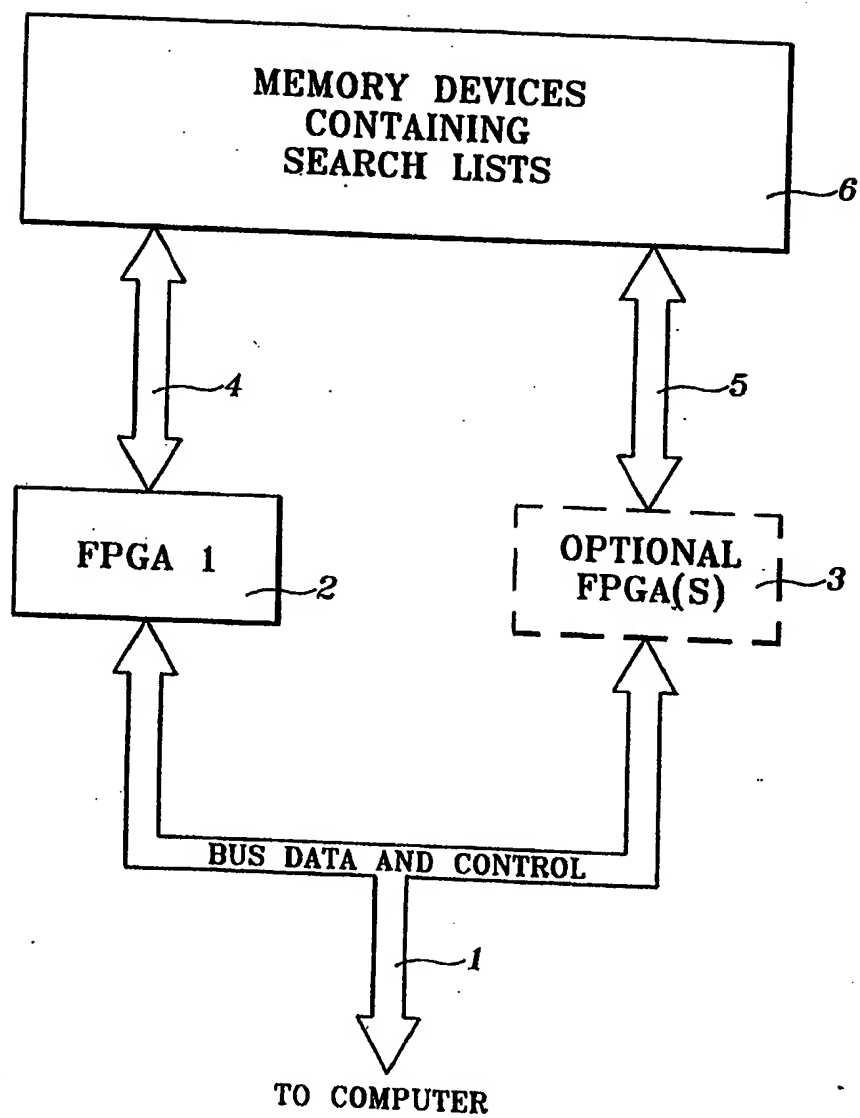 MEMORY DEVICES
CONTAINING
SEARCH LISTS
6
4
5
FPGA 1
2
OPTIONAL
FPGA(S)
3
BUS DATA AND CONTROL
1
TO COMPUTER